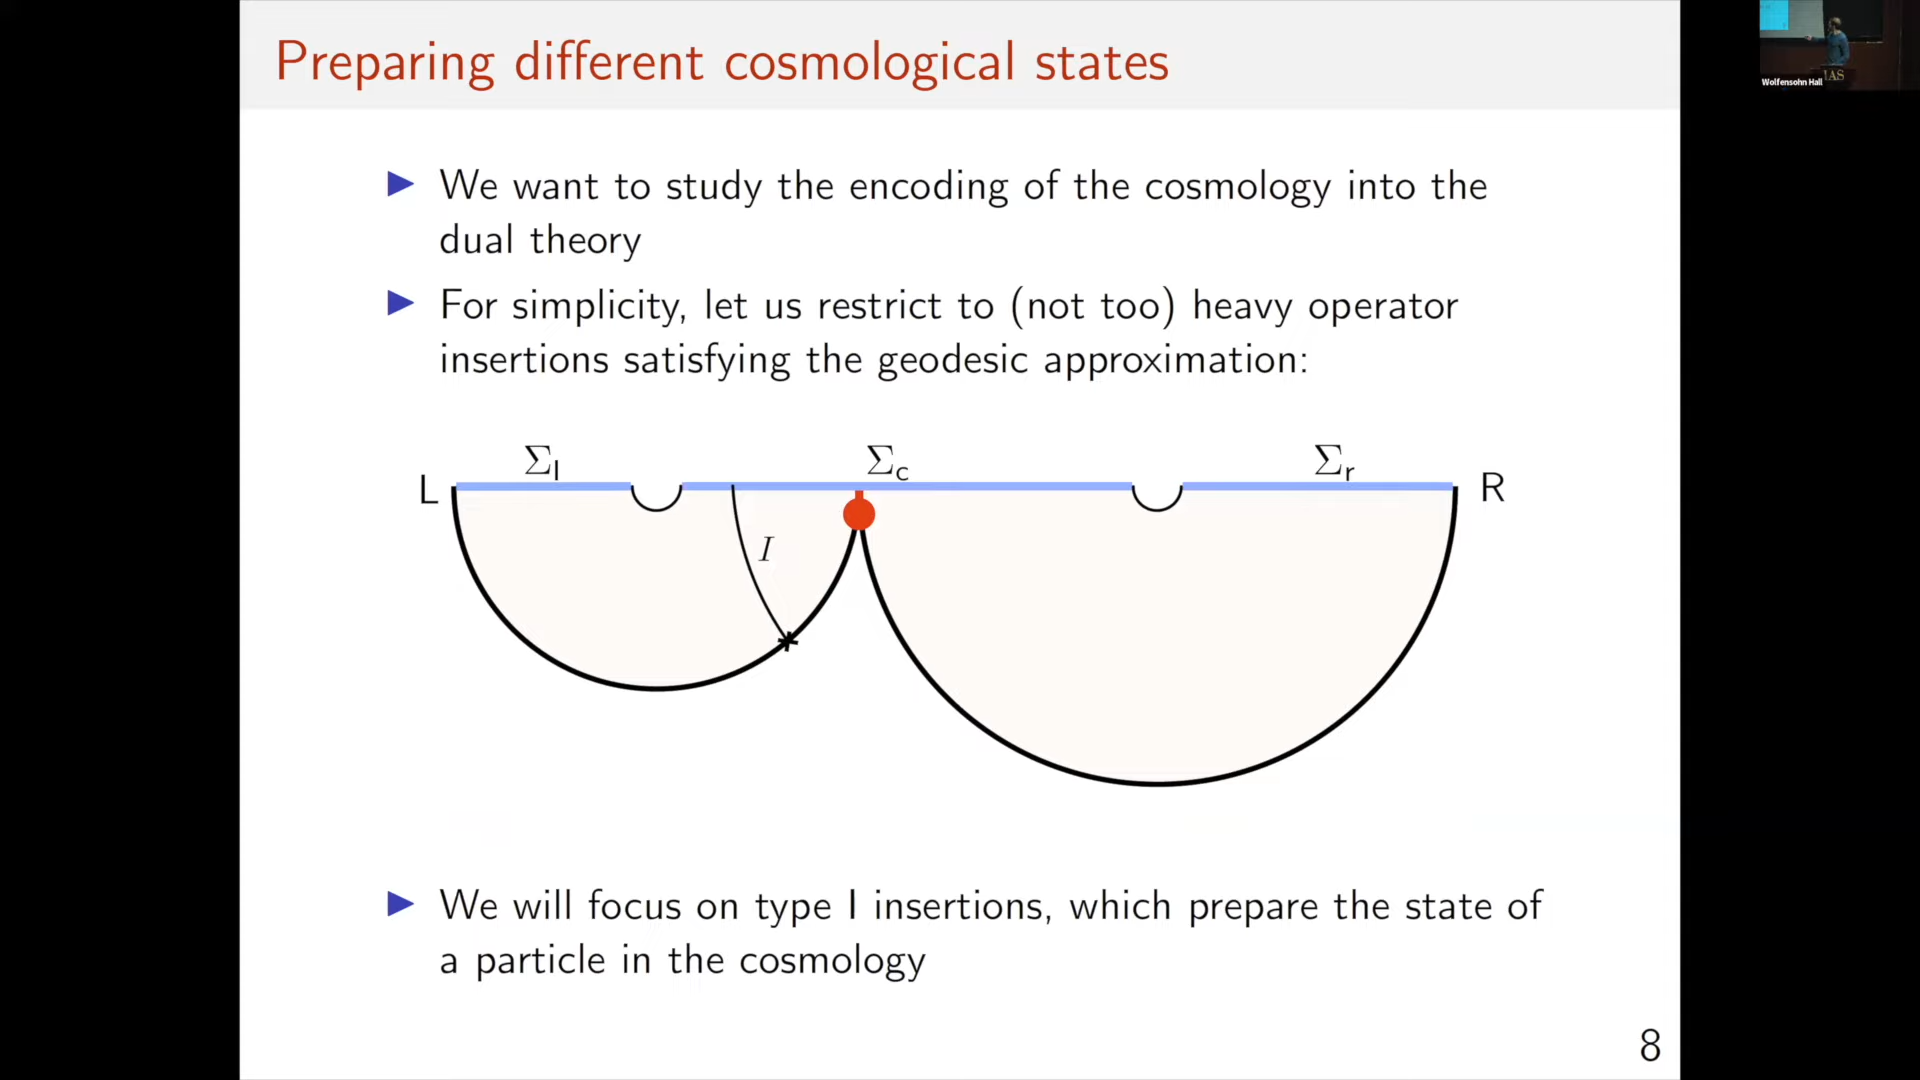 Preparing different cosmological states
▶ We want to study the encoding of the cosmology into the
dual theory
▶ For simplicity, let us restrict to (not too) heavy operator
insertions satisfying the geodesic approximation:
Σl Σc Σr
L R
I
▶ We will focus on type I insertions, which prepare the state of
a particle in the cosmology
8
Wolfensohn Hall
IAS